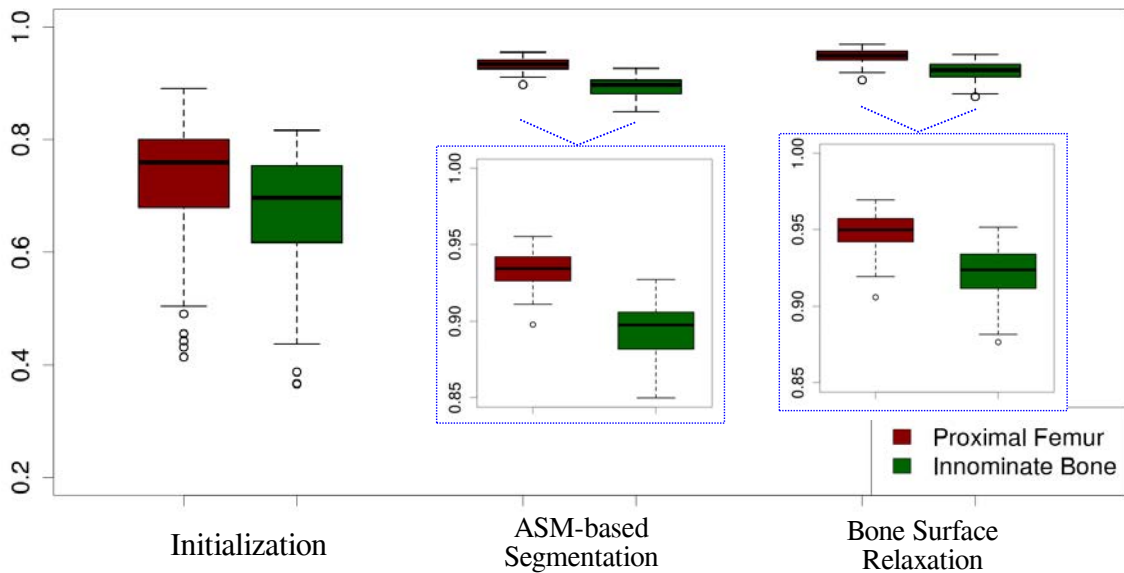 1.0
0.8
0.6
0.4
0.2
1.00
0.95
0.90
0.85
1.00
0.95
0.90
0.85
Proximal Femur
Innominate Bone
Initialization
ASM-based
Segmentation
Bone Surface
Relaxation